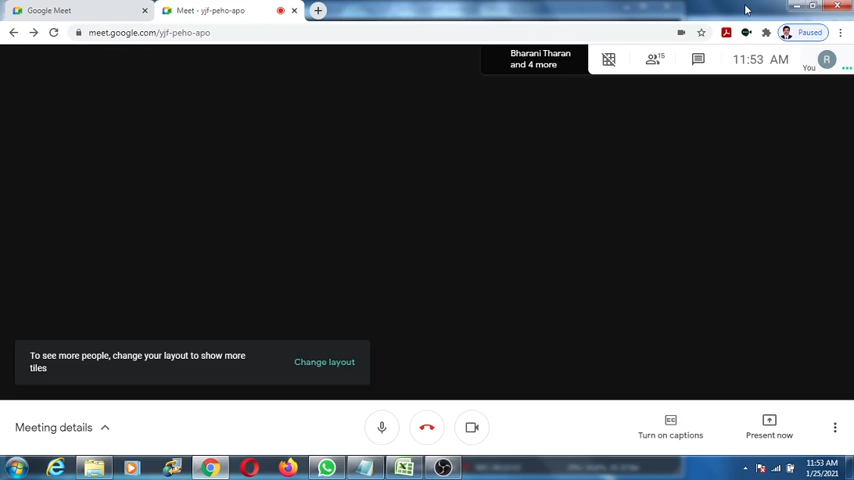 Google Meet
Meet - yjf-peho-apo
meet.google.com/yjf-peho-apo
Paused
Bharani Tharan
and 4 more
15
11:53 AM
You
R
To see more people, change your layout to show more
tiles
Change layout
Meeting details
CC
Turn on captions
Present now
11:53 AM
1/25/2021